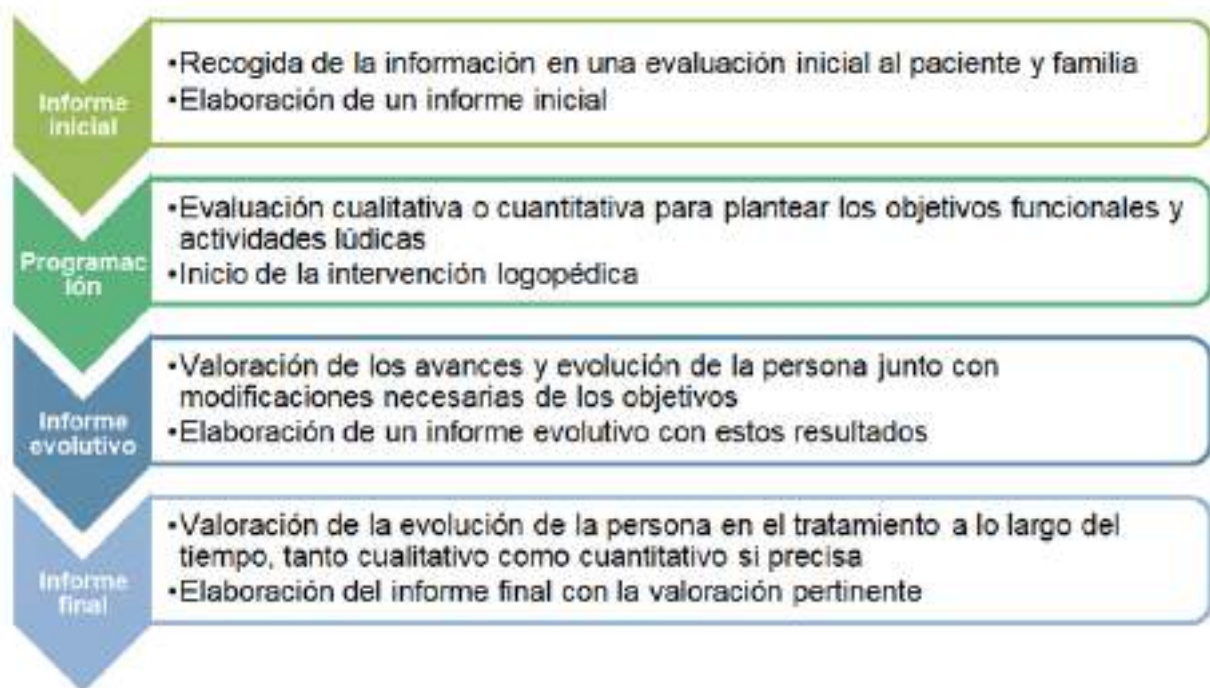 Informe
inicial
•Recogida de la información en una evaluación inicial al paciente y familia
•Elaboración de un informe inicial
Programac
ión
•Evaluación cualitativa o cuantitativa para plantear los objetivos funcionales y
actividades lúdicas
•Inicio de la intervención logopédica
Informe
evolutivo
•Valoración de los avances y evolución de la persona junto con
modificaciones necesarias de los objetivos
•Elaboración de un informe evolutivo con estos resultados
Informe
final
•Valoración de la evolución de la persona en el tratamiento a lo largo del
tiempo, tanto cualitativo como cuantitativo si precisa
•Elaboración del informe final con la valoración pertinente